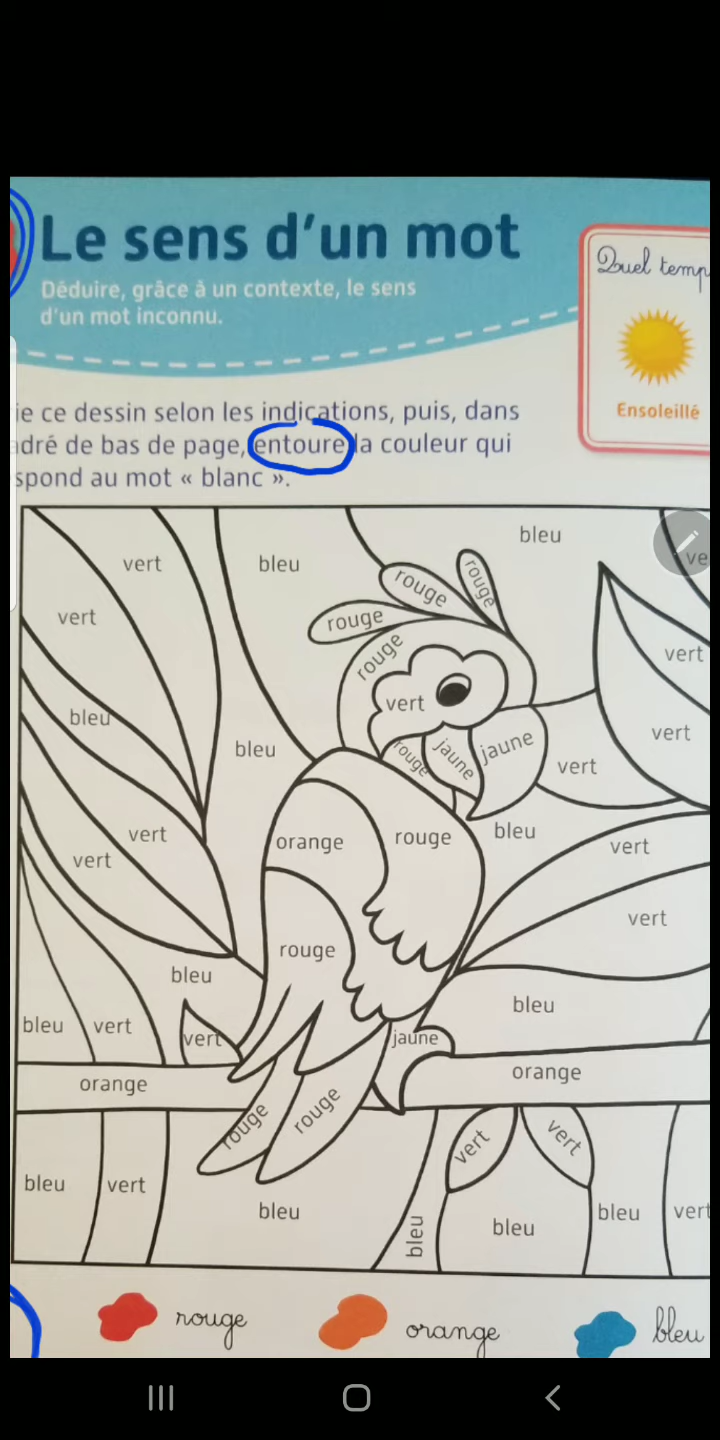 Le sens d'un mot
Déduire, grâce à un contexte, le sens
d'un mot inconnu.
Quel temp
Ensoleillé
ie ce dessin selon les indications, puis, dans
adré de bas de page, entoure la couleur qui
spond au mot « blanc ».
bleu
vert
bleu
ve
rouge
rouge
vert
rouge
rouge
vert
vert
bleu
vert
bleu
rouge
jaune
jaune
vert
bleu
vert
vert
orange
rouge
vert
vert
rouge
bleu
bleu
bleu
vert
vert
jaune
orange
orange
rouge
rouge
vert
vert
bleu
vert
bleu
bleu
bleu
bleu
vert
rouge
orange
bleu